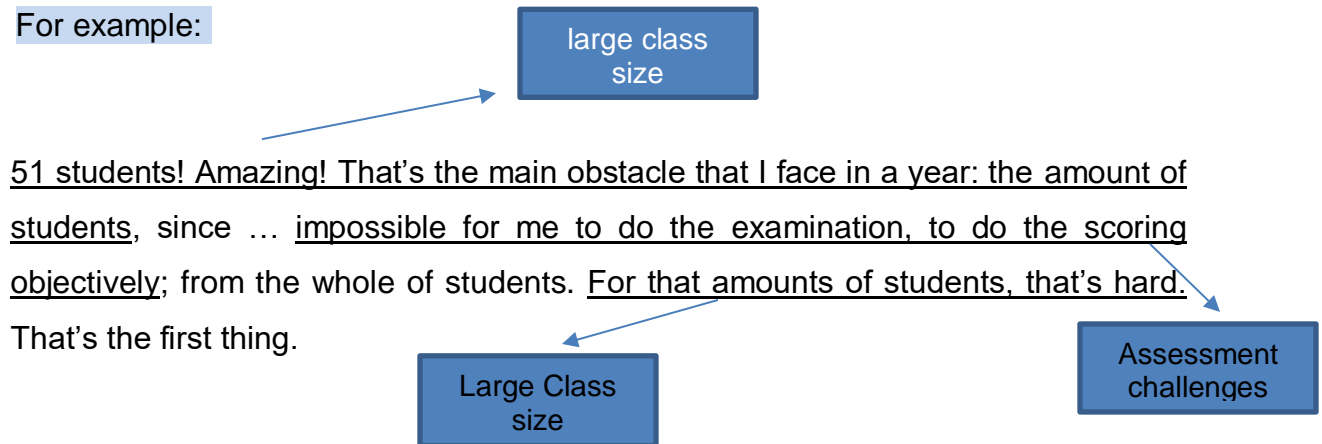 For example:
large class
size
51 students! Amazing! That’s the main obstacle that I face in a year: the amount of
students, since … impossible for me to do the examination, to do the scoring
objectively; from the whole of students. For that amounts of students, that’s hard.
That’s the first thing.
Large Class
size
Assessment
challenges